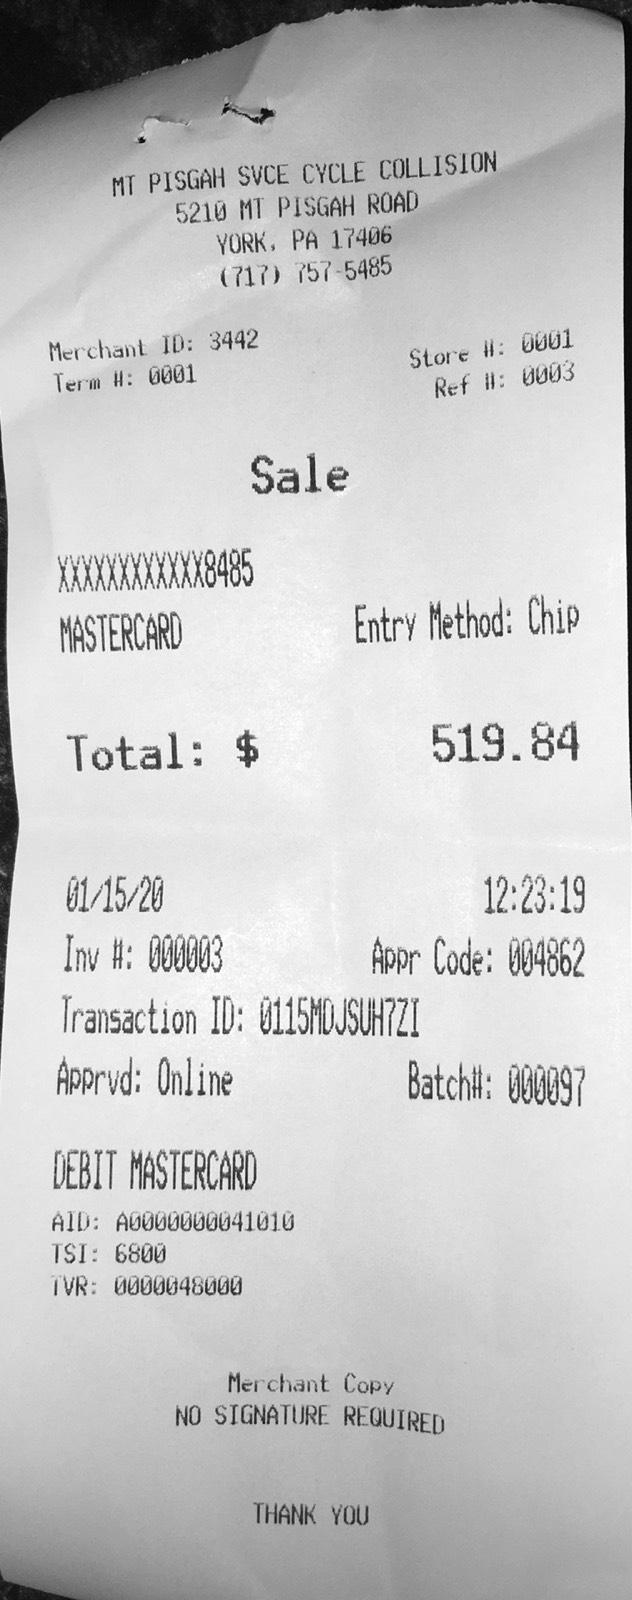 MT PISGAH SVCE CYCLE COLLISION
5210 MT PISGAH ROAD
YORK, PA 17406
(717) 757-5485
Merchant ID: 3442 Store #: 0001
Term #: 0001 Ref #: 0003
Sale
XXXXXXXXXXXX8485
MASTERCARD Entry Method: Chip
Total: $ 519.84
01/15/20 12:23:19
Inv #: 000003 Appr Code: 004862
Transaction ID: 0115MDJSUH7ZI
Apprvd: Online Batch#: 000097
DEBIT MASTERCARD
AID: A0000000041010
TSI: 6800
TVR: 0000048000
Merchant Copy
NO SIGNATURE REQUIRED
THANK YOU